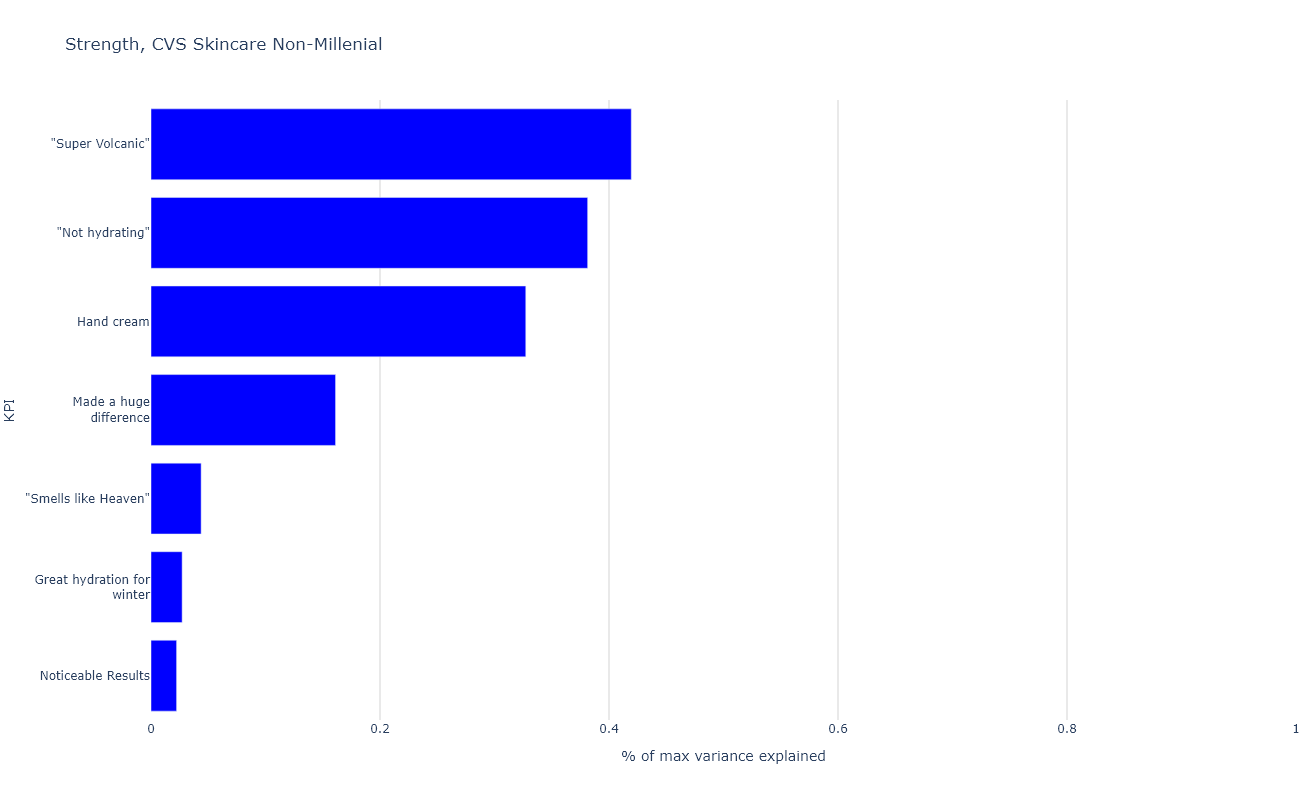 Strength, CVS Skincare Non-Millenial
"Super Volcanic"
"Not hydrating"
Hand cream
Made a huge
difference
"Smells like Heaven"
Great hydration for
winter
Noticeable Results
KPI
0 0.2 0.4 0.6 0.8 1
% of max variance explained